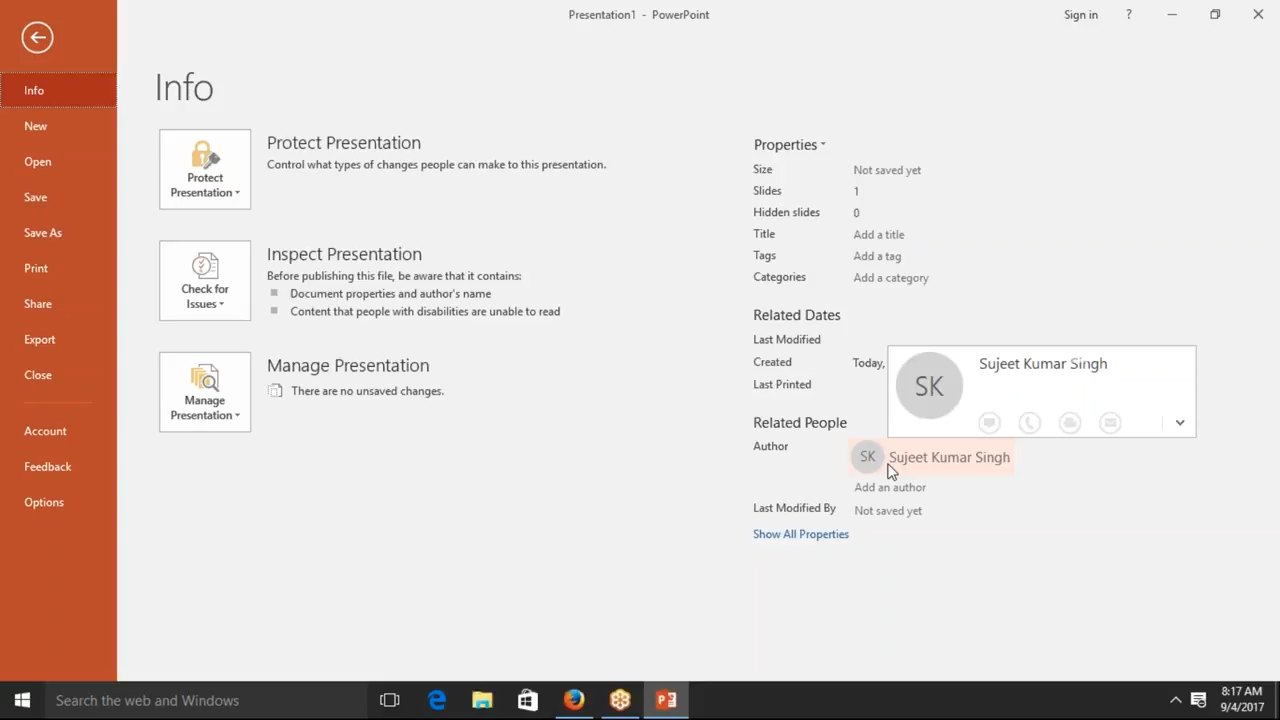 Presentation1 - PowerPoint
Sign in
?
Info
New
Open
Save
Save As
Print
Share
Export
Close
Account
Feedback
Options
Info
Protect Presentation
Protect Presentation
Control what types of changes people can make to this presentation.
Check for Issues
Inspect Presentation
Before publishing this file, be aware that it contains:
Document properties and author's name
Content that people with disabilities are unable to read
Manage Presentation
Manage Presentation
There are no unsaved changes.
Properties
Size Not saved yet
Slides 1
Hidden slides 0
Title Add a title
Tags Add a tag
Categories Add a category
Related Dates
Last Modified
Created Today,
Last Printed
SK Sujeet Kumar Singh
Related People
Author
SK Sujeet Kumar Singh
Add an author
Last Modified By Not saved yet
Show All Properties
Search the web and Windows
8:17 AM
9/4/2017